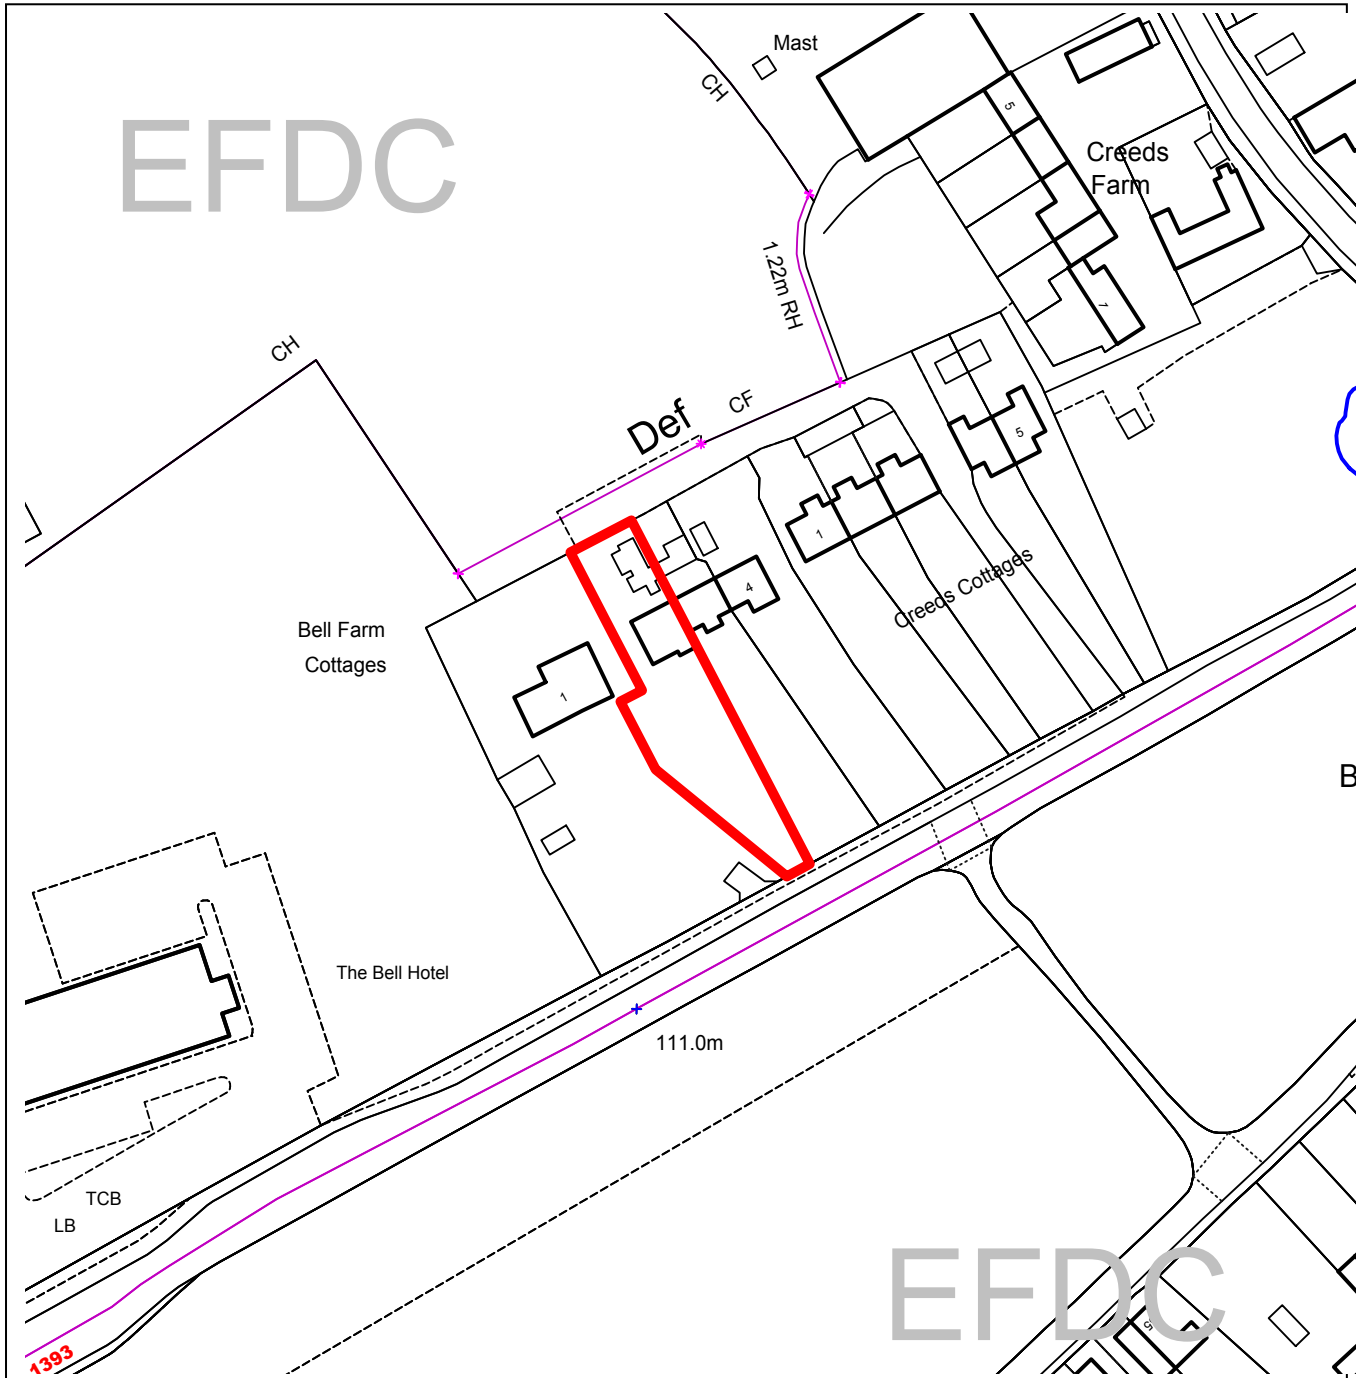 Mast
CH
5
Creeds
Farm
EFDC
1.22m RH
7
CH
Def
CF
5
1
4
Creeds Cottages
Bell Farm
Cottages
1
B
The Bell Hotel
111.0m
TCB
LB
EFDC
5
1393